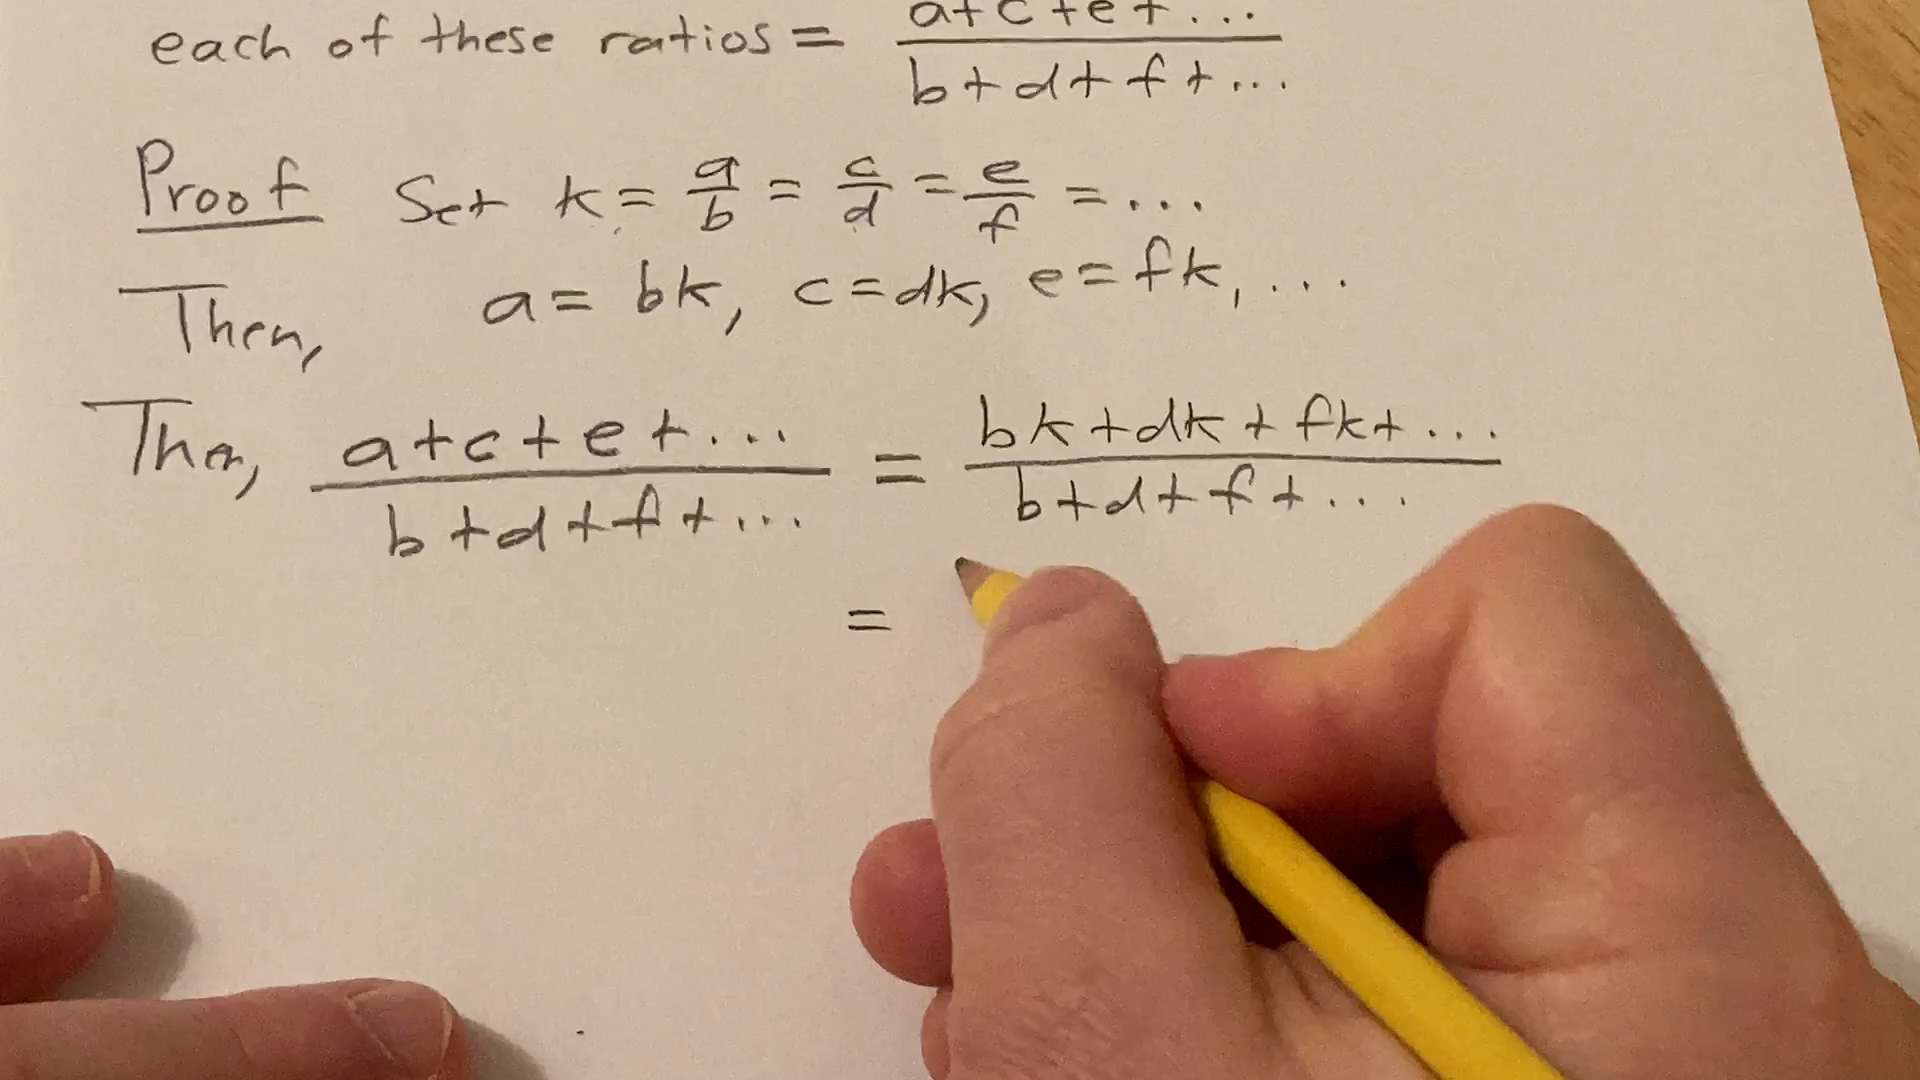 each of these ratios = (a+c+e+...)/(b+d+f+...)
Proof Set k = a/b = c/d = e/f = ...
Then, a = bk, c = dk, e = fk, ...
Then, (a+c+e+...)/(b+d+f+...) = (bk+dk+fk+...)/(b+d+f+...)
=